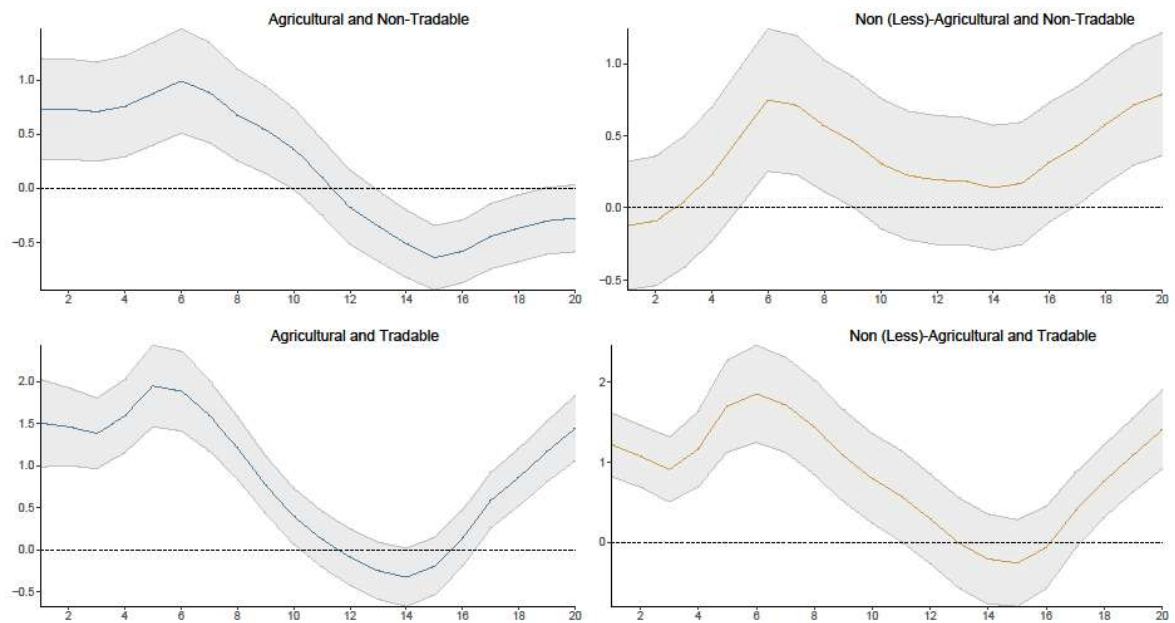 Agricultural and Non-Tradable
1.0
0.5
0.0
−0.5
2 4 6 8 10 12 14 16 18 20
Non (Less)-Agricultural and Non-Tradable
1.0
0.5
0.0
−0.5
2 4 6 8 10 12 14 16 18 20
Agricultural and Tradable
2.0
1.5
1.0
0.5
0.0
−0.5
2 4 6 8 10 12 14 16 18 20
Non (Less)-Agricultural and Tradable
2
1
0
2 4 6 8 10 12 14 16 18 20